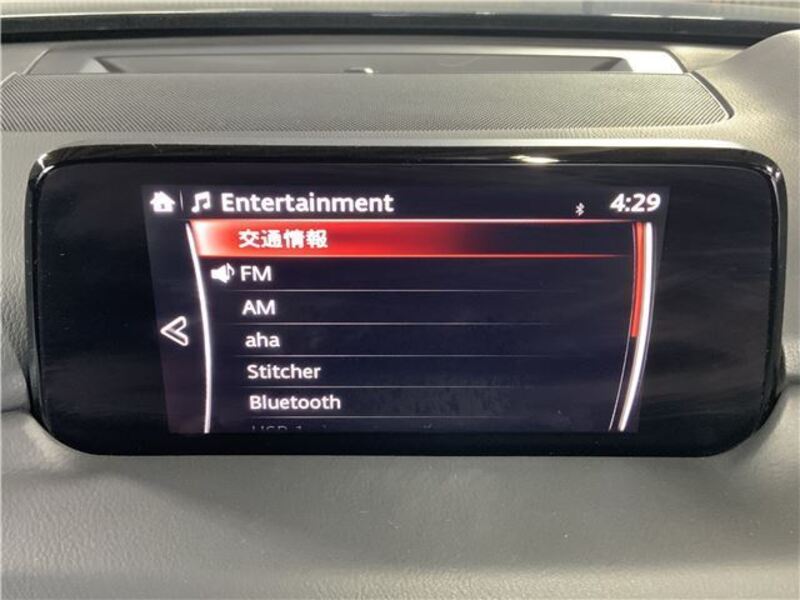 Entertainment 4:29
交通情報
FM
AM
aha
Stitcher
Bluetooth